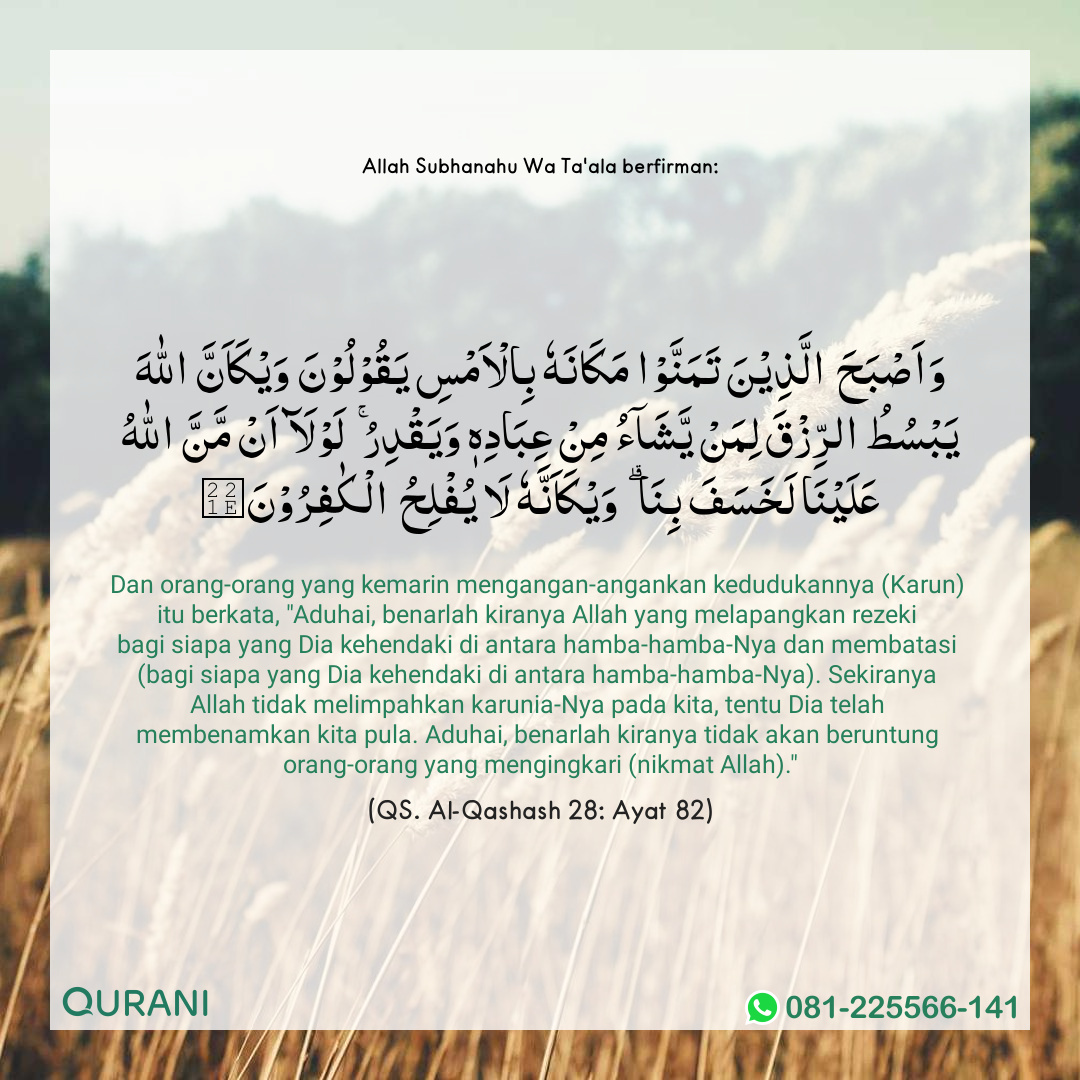 Allah Subhanahu Wa Ta'ala berfirman:
وَاَصْبَحَ الَّذِيْنَ تَمَنَّوْا مَكَانَهٗ بِالْاَمْسِ يَقُوْلُوْنَ وَيْكَاَنَّ اللّٰهَ
يَبْسُطُ الرِّزْقَ لِمَنْ يَّشَآءُ مِنْ عِبَادِهٖ وَيَقْدِرُ ۚ لَوْلَاۤ اَنْ مَّنَّ اللّٰهُ
عَلَيْنَا لَخَسَفَ بِنَا ۗ وَيْكَاَنَّهٗ لَا يُفْلِحُ الْكٰفِرُوْنَ
Dan orang-orang yang kemarin mengangan-angankan kedudukannya (Karun)
itu berkata, "Aduhai, benarlah kiranya Allah yang melapangkan rezeki
bagi siapa yang Dia kehendaki di antara hamba-hamba-Nya dan membatasi
(bagi siapa yang Dia kehendaki di antara hamba-hamba-Nya). Sekiranya
Allah tidak melimpahkan karunia-Nya pada kita, tentu Dia telah
membenamkan kita pula. Aduhai, benarlah kiranya tidak akan beruntung
orang-orang yang mengingkari (nikmat Allah)."
(QS. Al-Qashash 28: Ayat 82)
QURANI
081-225566-141